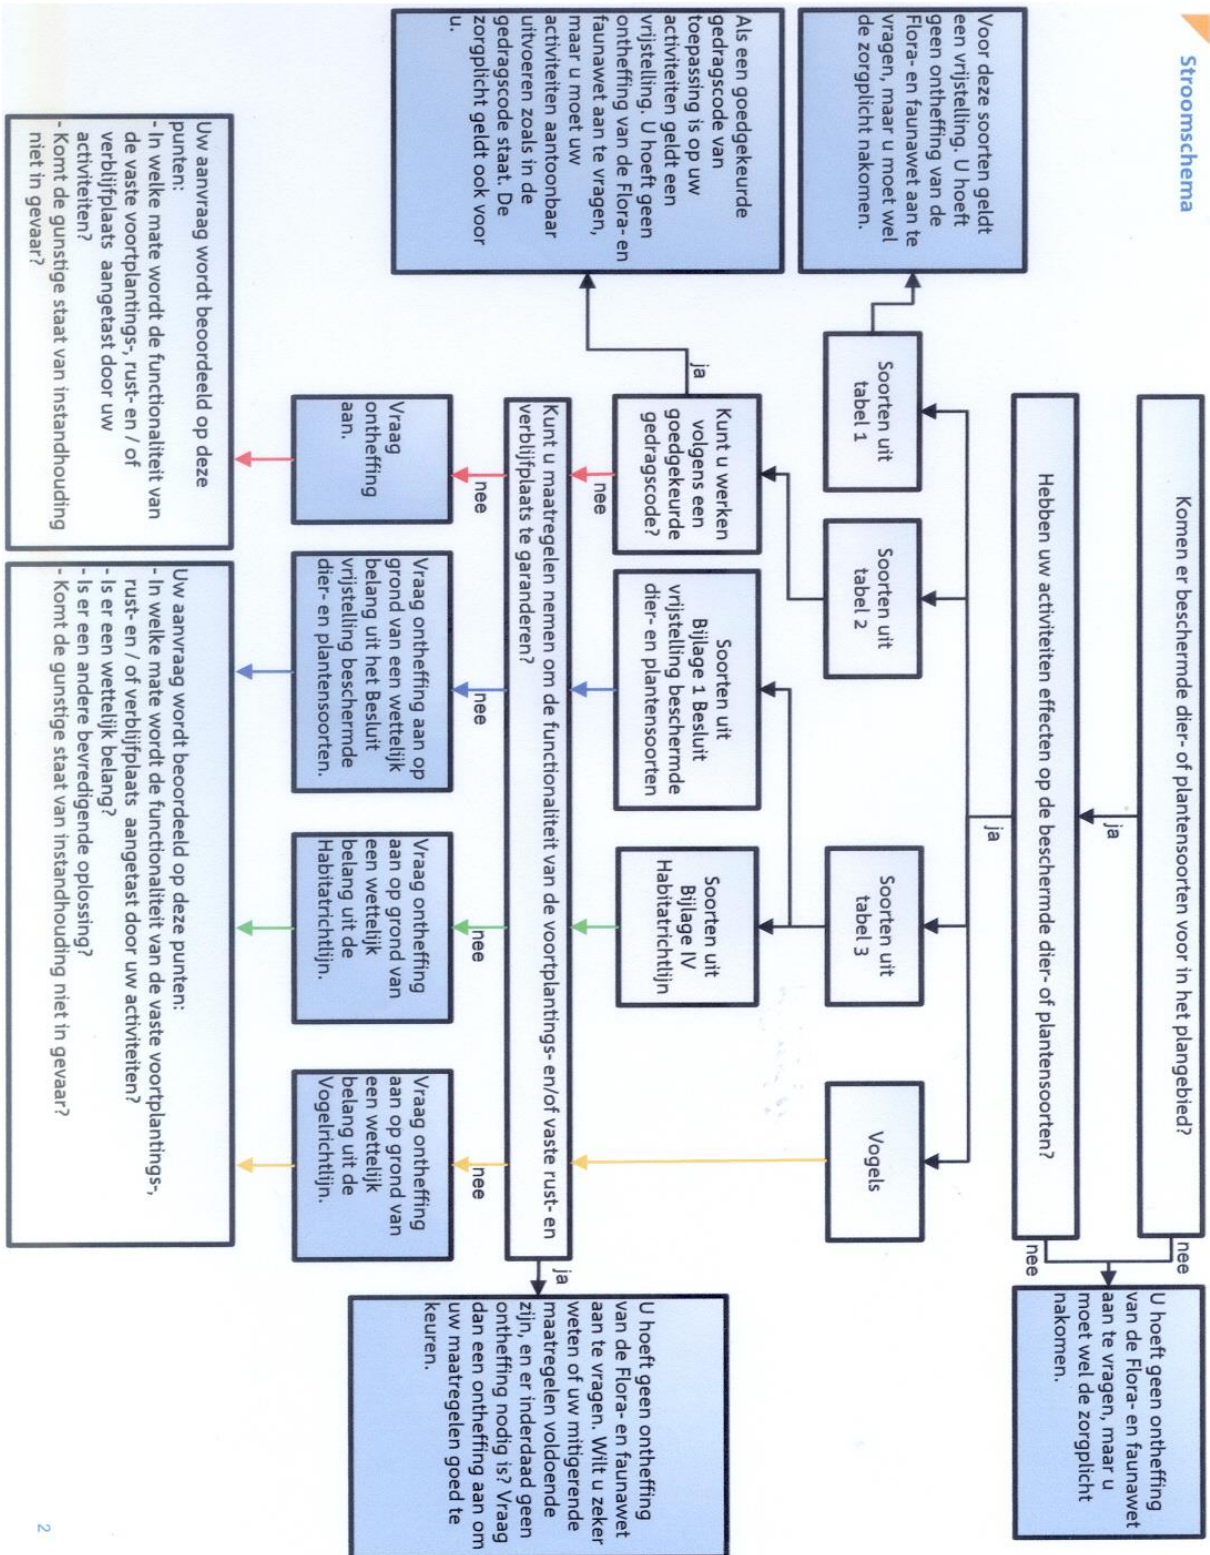 Stroomschema
Komen er beschermde dier- of plantensoorten voor in het plangebied?
nee
ja
U hoeft geen ontheffing
van de Flora- en faunawet
aan te vragen, maar u
moet wel de zorgplicht
nakomen.
Hebben uw activiteiten effecten op de beschermde dier- of plantensoorten?
nee
ja
Soorten uit
tabel 1
Soorten uit
tabel 2
Soorten uit
tabel 3
Vogels
Voor deze soorten geldt
een vrijstelling. U hoeft
geen ontheffing van de
Flora- en faunawet aan te
vragen, maar u moet wel
de zorgplicht nakomen.
Kunt u werken
volgens een
goedgekeurde
gedragscode?
Soorten uit
Bijlage 1 Besluit
vrijstelling beschermde
dier- en plantensoorten
Soorten uit
Bijlage IV
Habitatrichtlijn
ja
nee
Als een goedgekeurde
gedragscode van
toepassing is op uw
activiteiten geldt een
vrijstelling. U hoeft geen
ontheffing van de Flora- en
faunawet aan te vragen,
maar u moet uw
activiteiten aantoonbaar
uitvoeren zoals in de
gedragscode staat. De
zorgplicht geldt ook voor
u.
Kunt u maatregelen nemen om de functionaliteit van de voortplantings- en/of vaste rust- en
verblijfplaats te garanderen?
ja
nee
nee
nee
nee
U hoeft geen ontheffing
van de Flora- en faunawet
aan te vragen. Wilt u zeker
weten of uw mitigerende
maatregelen voldoende
zijn, en er inderdaad geen
ontheffing nodig is? Vraag
dan een ontheffing aan om
uw maatregelen goed te
keuren.
Vraag
ontheffing
aan.
Vraag ontheffing aan op
grond van een wettelijk
belang uit het Besluit
vrijstelling beschermde
dier- en plantensoorten.
Vraag ontheffing
aan op grond van
een wettelijk
belang uit de
Habitatrichtlijn.
Vraag ontheffing
aan op grond van
een wettelijk
belang uit de
Vogelrichtlijn.
Uw aanvraag wordt beoordeeld op deze
punten:
- In welke mate wordt de functionaliteit van
de vaste voortplantings-, rust- en / of
verblijfplaats aangetast door uw
activiteiten?
- Komt de gunstige staat van instandhouding
niet in gevaar?
Uw aanvraag wordt beoordeeld op deze punten:
- In welke mate wordt de functionaliteit van de vaste voortplantings-,
rust- en / of verblijfplaats aangetast door uw activiteiten?
- Is er een wettelijk belang?
- Is er een andere bevredigende oplossing?
- Komt de gunstige staat van instandhouding niet in gevaar?
2